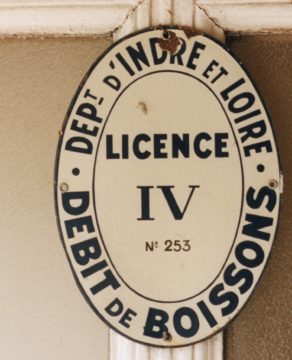 DEPT D'INDRE ET LOIRE
LICENCE
IV
No 253
DEBIT DE BOISSONS